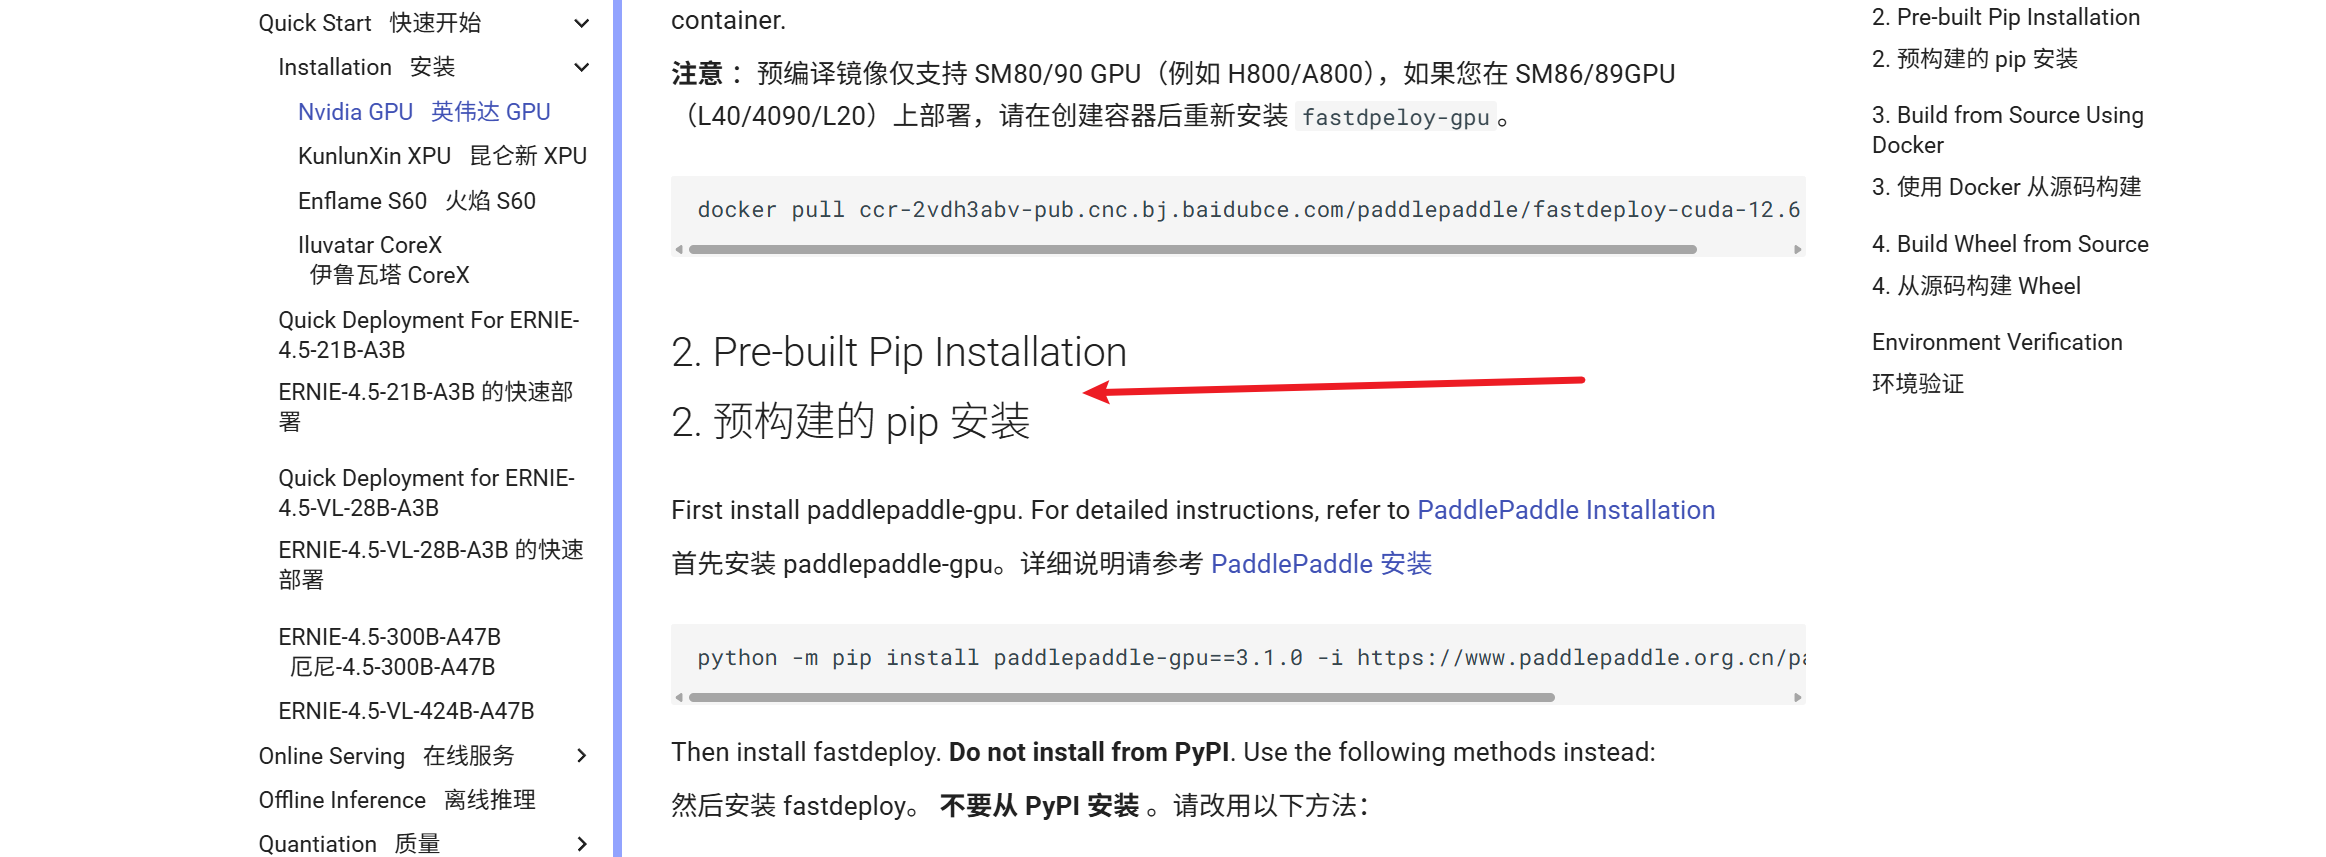 Quick Start 快速开始
Installation 安装
Nvidia GPU 英伟达 GPU
KunlunXin XPU 昆仑新 XPU
Enflame S60 火焰 S60
Iluvatar CoreX
伊鲁瓦塔 CoreX
Quick Deployment For ERNIE-
4.5-21B-A3B
ERNIE-4.5-21B-A3B 的快速部
署
Quick Deployment for ERNIE-
4.5-VL-28B-A3B
ERNIE-4.5-VL-28B-A3B 的快速
部署
ERNIE-4.5-300B-A47B
厄尼-4.5-300B-A47B
ERNIE-4.5-VL-424B-A47B
Online Serving 在线服务
Offline Inference 离线推理
Quantiation 质量
container.
注意 ：预编译镜像仅支持 SM80/90 GPU（例如 H800/A800），如果您在 SM86/89GPU
（L40/4090/L20）上部署，请在创建容器后重新安装 fastdpeloy-gpu 。
docker pull ccr-2vdh3abv-pub.cnc.bj.baidubce.com/paddlepaddle/fastdeploy-cuda-12.6
2. Pre-built Pip Installation
2. 预构建的 pip 安装
First install paddlepaddle-gpu. For detailed instructions, refer to PaddlePaddle Installation
首先安装 paddlepaddle-gpu。详细说明请参考 PaddlePaddle 安装
python -m pip install paddlepaddle-gpu==3.1.0 -i https://www.paddlepaddle.org.cn/pa
Then install fastdeploy. Do not install from PyPI. Use the following methods instead:
然后安装 fastdeploy。 不要从 PyPI 安装 。请改用以下方法：
2. Pre-built Pip Installation
2. 预构建的 pip 安装
3. Build from Source Using
Docker
3. 使用 Docker 从源码构建
4. Build Wheel from Source
4. 从源码构建 Wheel
Environment Verification
环境验证